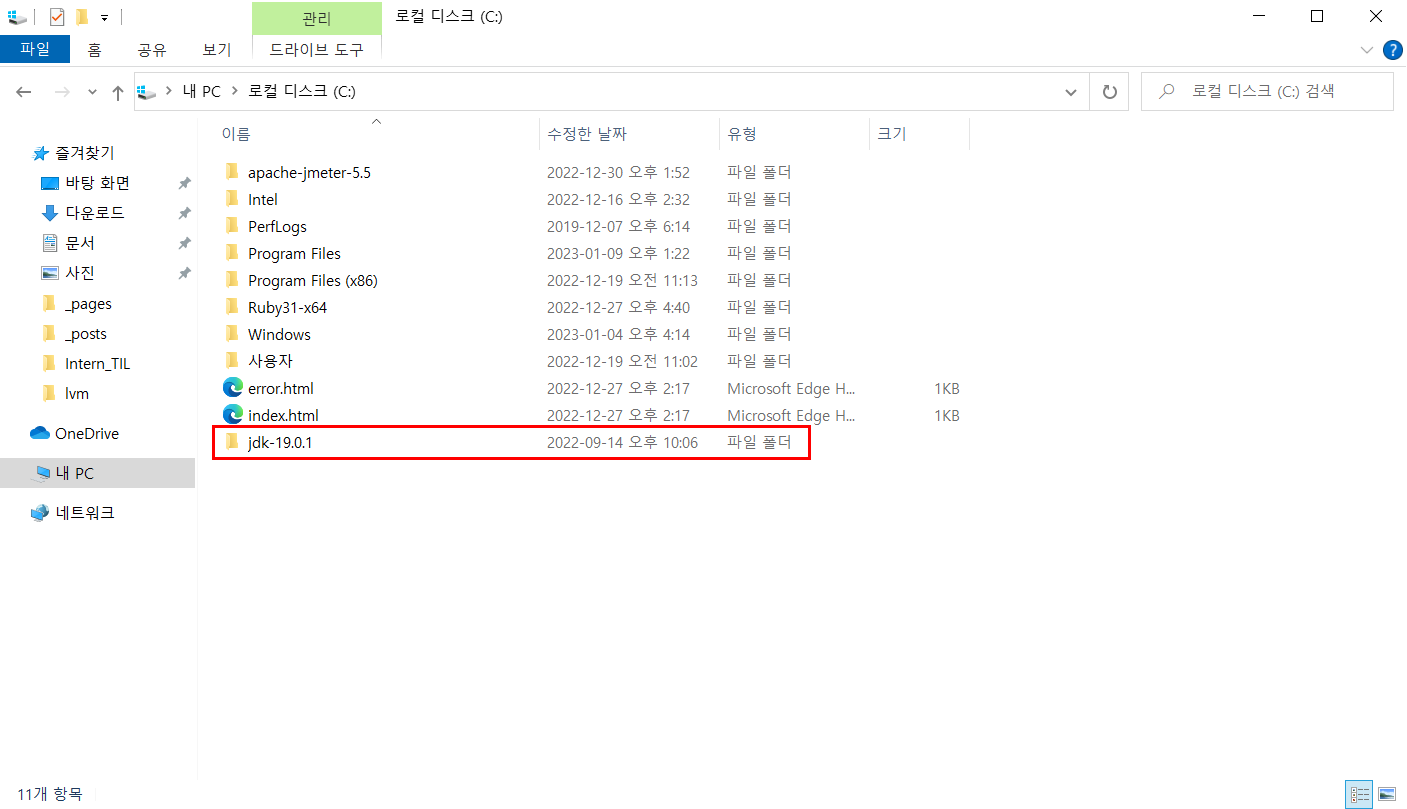 관리 로컬 디스크 (C:)
파일 홈 공유 보기 드라이브 도구 ?
내 PC 로컬 디스크 (C:) 로컬 디스크 (C:) 검색
이름 수정한 날짜 유형 크기
즐겨찾기
바탕 화면
다운로드
문서
사진
_pages
_posts
Intern_TIL
lvm
OneDrive
내 PC
네트워크
apache-jmeter-5.5 2022-12-30 오후 1:52 파일 폴더
Intel 2022-12-16 오후 2:32 파일 폴더
PerfLogs 2019-12-07 오후 6:14 파일 폴더
Program Files 2023-01-09 오후 1:22 파일 폴더
Program Files (x86) 2022-12-19 오전 11:13 파일 폴더
Ruby31-x64 2022-12-27 오후 4:40 파일 폴더
Windows 2023-01-04 오후 4:14 파일 폴더
사용자 2022-12-19 오전 11:02 파일 폴더
error.html 2022-12-27 오후 2:17 Microsoft Edge H... 1KB
index.html 2022-12-27 오후 2:17 Microsoft Edge H... 1KB
jdk-19.0.1 2022-09-14 오후 10:06 파일 폴더
11개 항목